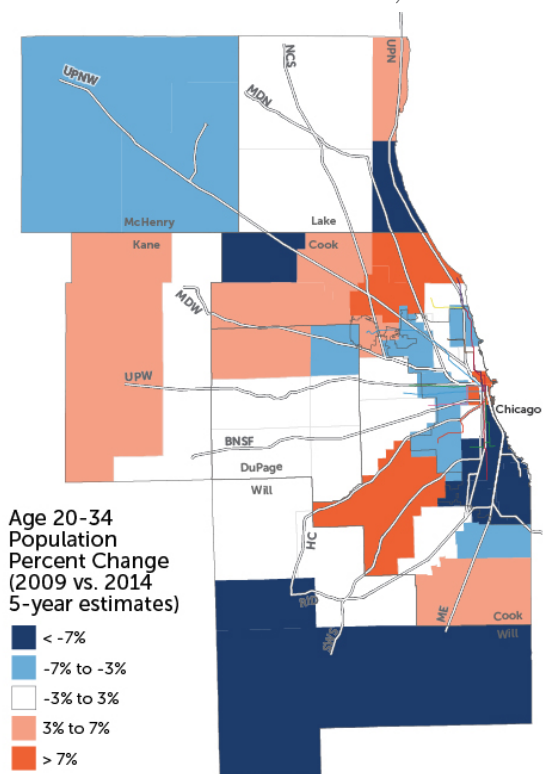 UPN
NCS
UPNW
MDN
McHenry
Lake
Kane
Cook
MDW
UPW
Chicago
BNSF
DuPage
Will
HC
RID
ME
SWS
Cook
Will
Age 20-34
Population
Percent Change
(2009 vs. 2014
5-year estimates)
< -7%
-7% to -3%
-3% to 3%
3% to 7%
> 7%